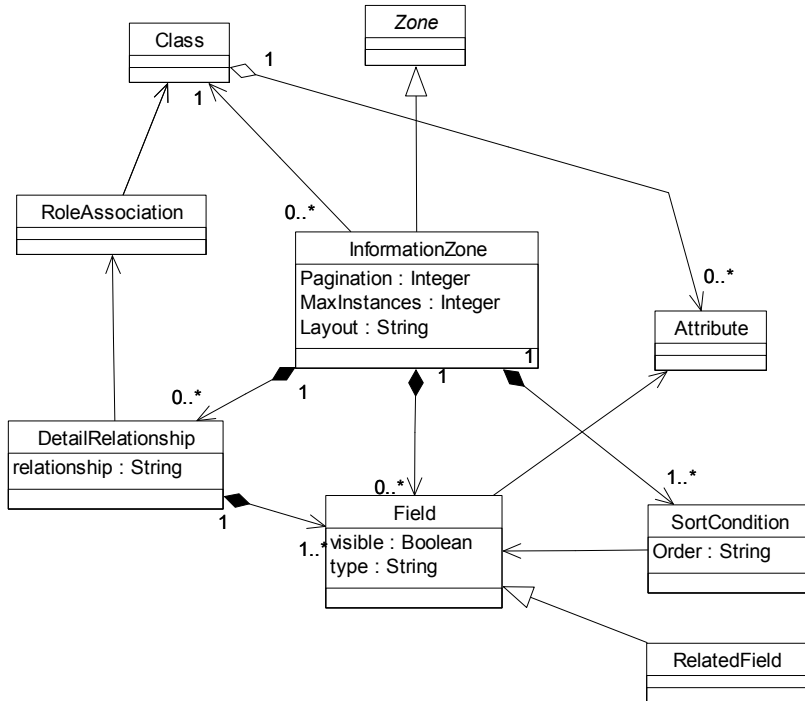 Zone
Class
1
1
RoleAssociation
0..*
InformationZone
Pagination : Integer
MaxInstances : Integer
Layout : String
0..*
Attribute
1
1
1
0..*
DetailRelationship
relationship : String
1
0..*
1..*
Field
visible : Boolean
type : String
1..*
SortCondition
Order : String
RelatedField